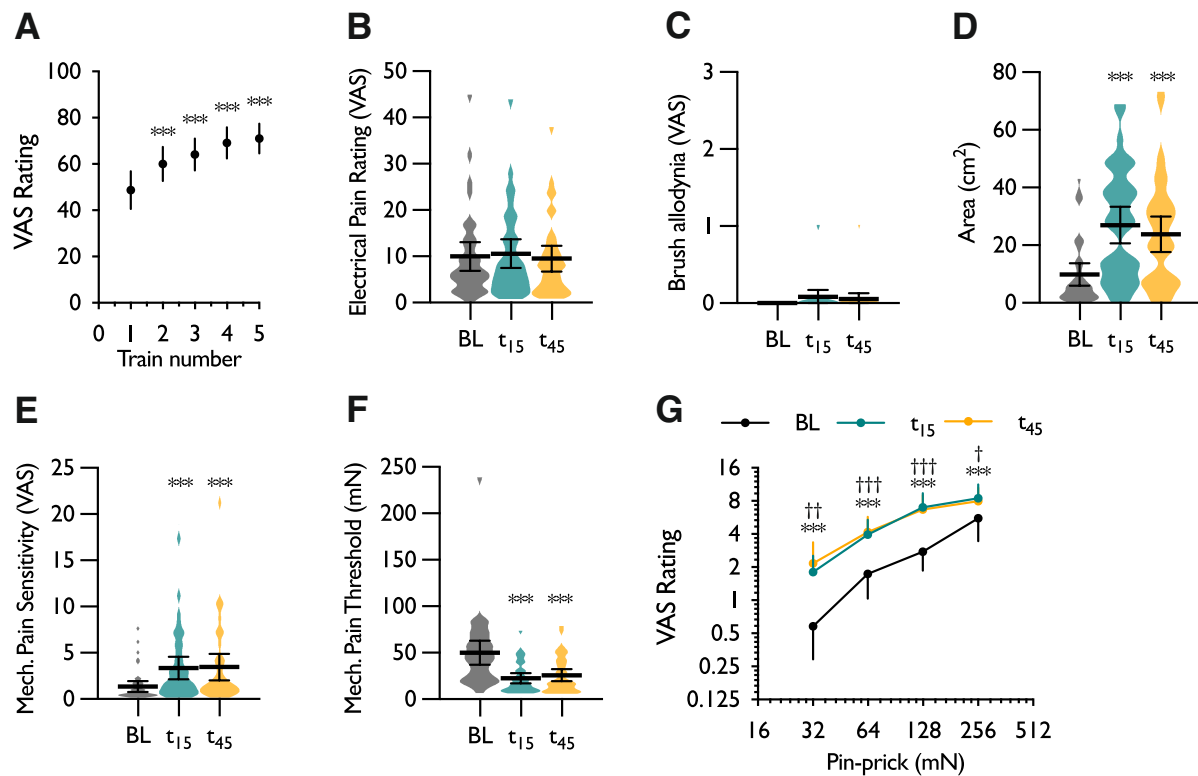 A
VAS Rating
100
80
60
40
20
0
***
***
***
***
0 1 2 3 4 5
Train number
B
Electrical Pain Rating (VAS)
50
40
30
20
10
0
BL t15 t45
C
Brush allodynia (VAS)
3
2
1
0
BL t15 t45
D
Area (cm²)
80
60
40
20
0
*** ***
BL t15 t45
E
Mech. Pain Sensitivity (VAS)
25
20
15
10
5
0
*** ***
BL t15 t45
F
Mech. Pain Threshold (mN)
250
200
150
100
50
0
*** ***
BL t15 t45
G
BL t15 t45
VAS Rating
16
8
4
2
1
0.5
0.25
0.125
††
***
†††
***
†††
***
†
***
16 32 64 128 256 512
Pin-prick (mN)